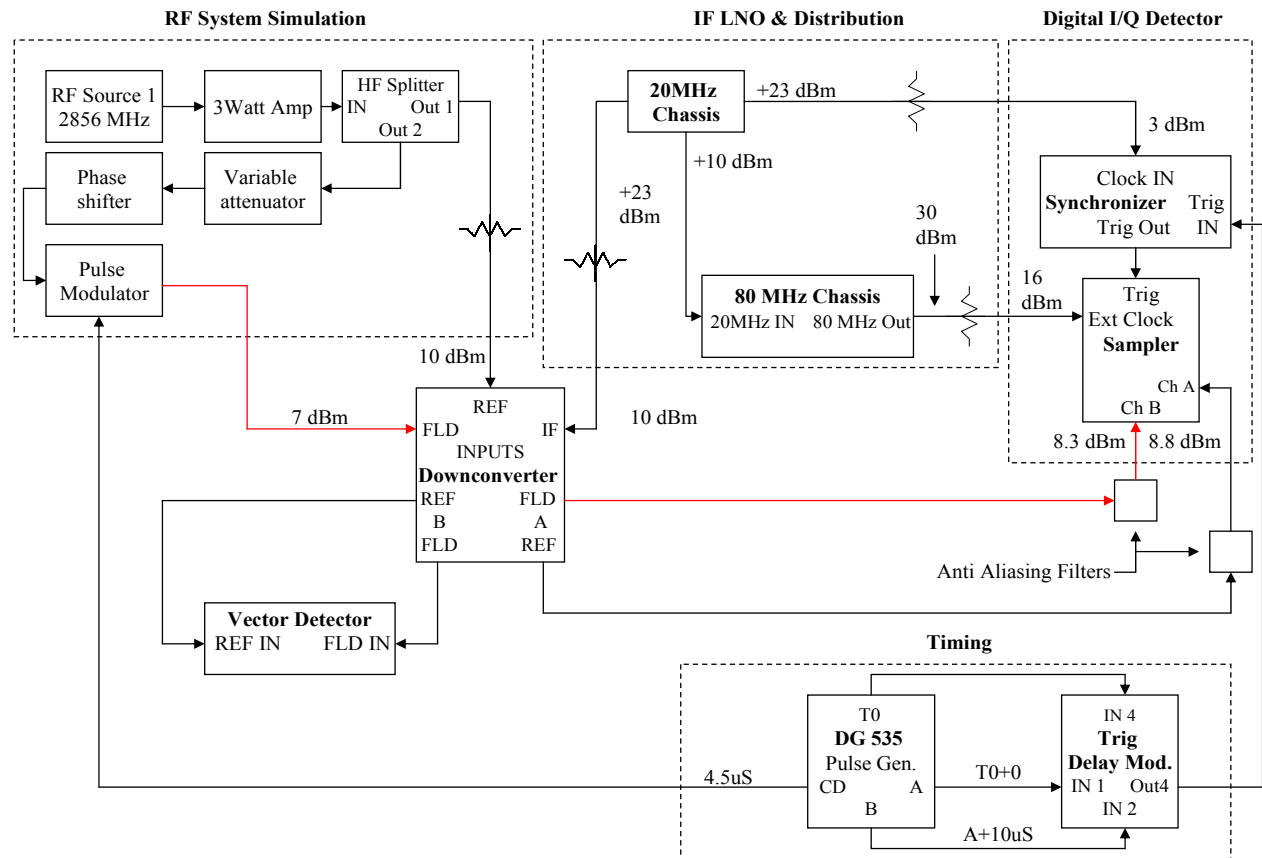 RF System Simulation
IF LNO & Distribution
Digital I/Q Detector
RF Source 1
2856 MHz
3Watt Amp
HF Splitter
IN Out 1
Out 2
Phase
shifter
Variable
attenuator
Pulse
Modulator
20MHz
Chassis
+23 dBm
+10 dBm
+23
dBm
30
dBm
80 MHz Chassis
20MHz IN 80 MHz Out
16
dBm
3 dBm
Clock IN
Synchronizer
Trig Out
Trig
IN
Trig
Ext Clock
Sampler
Ch A
Ch B
8.3 dBm
8.8 dBm
10 dBm
7 dBm
10 dBm
REF
FLD IF
INPUTS
Downconverter
REF FLD
B A
FLD REF
Anti Aliasing Filters
Vector Detector
REF IN FLD IN
Timing
T0
DG 535
Pulse Gen.
CD A
B
4.5uS
T0+0
A+10uS
IN 4
Trig
Delay Mod.
IN 1 Out4
IN 2